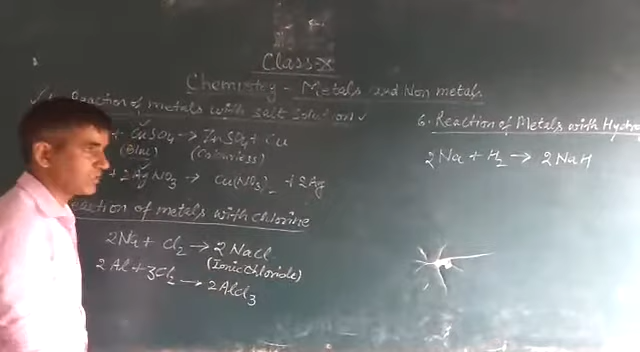 Class-X
Chemistry - Metals and Non metals
Reaction of metals with salt solution
+ CuSO₄ → ZnSO₄ + Cu
(Blue) (Colourless)
+ 2AgNO₃ → Cu(NO₃)₂ + 2Ag
Reaction of metals with chlorine
2Na + Cl₂ → 2NaCl
(Ionic Chloride)
2Al + 3Cl₂ → 2AlCl₃
6. Reaction of Metals with Hydro
2Na + H₂ → 2NaH